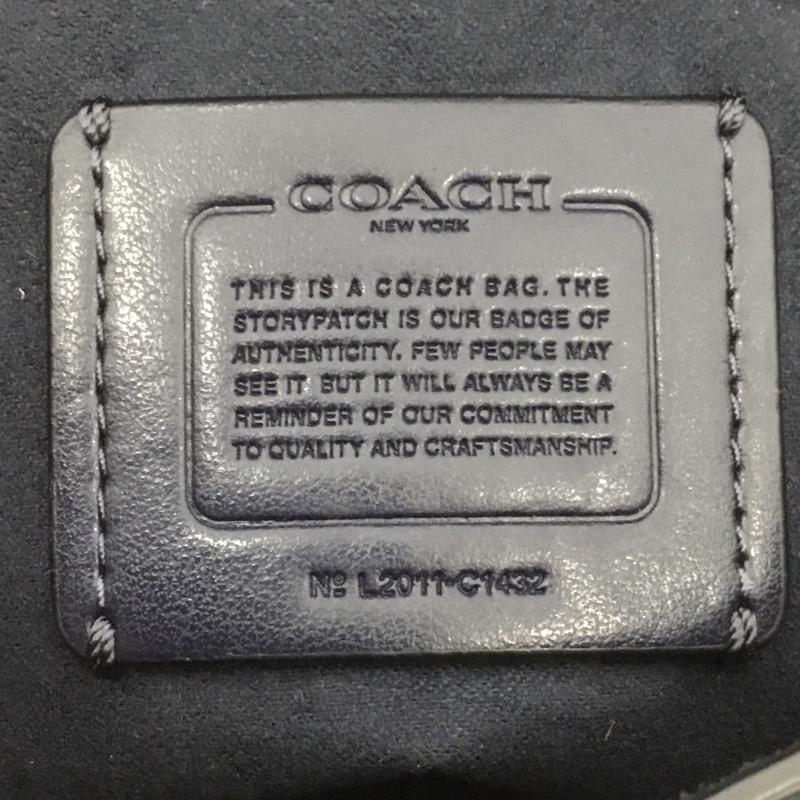 COACH
NEW YORK
THIS IS A COACH BAG. THE
STORYPATCH IS OUR BADGE OF
AUTHENTICITY. FEW PEOPLE MAY
SEE IT BUT IT WILL ALWAYS BE A
REMINDER OF OUR COMMITMENT
TO QUALITY AND CRAFTSMANSHIP.
Nº L2011-C1432